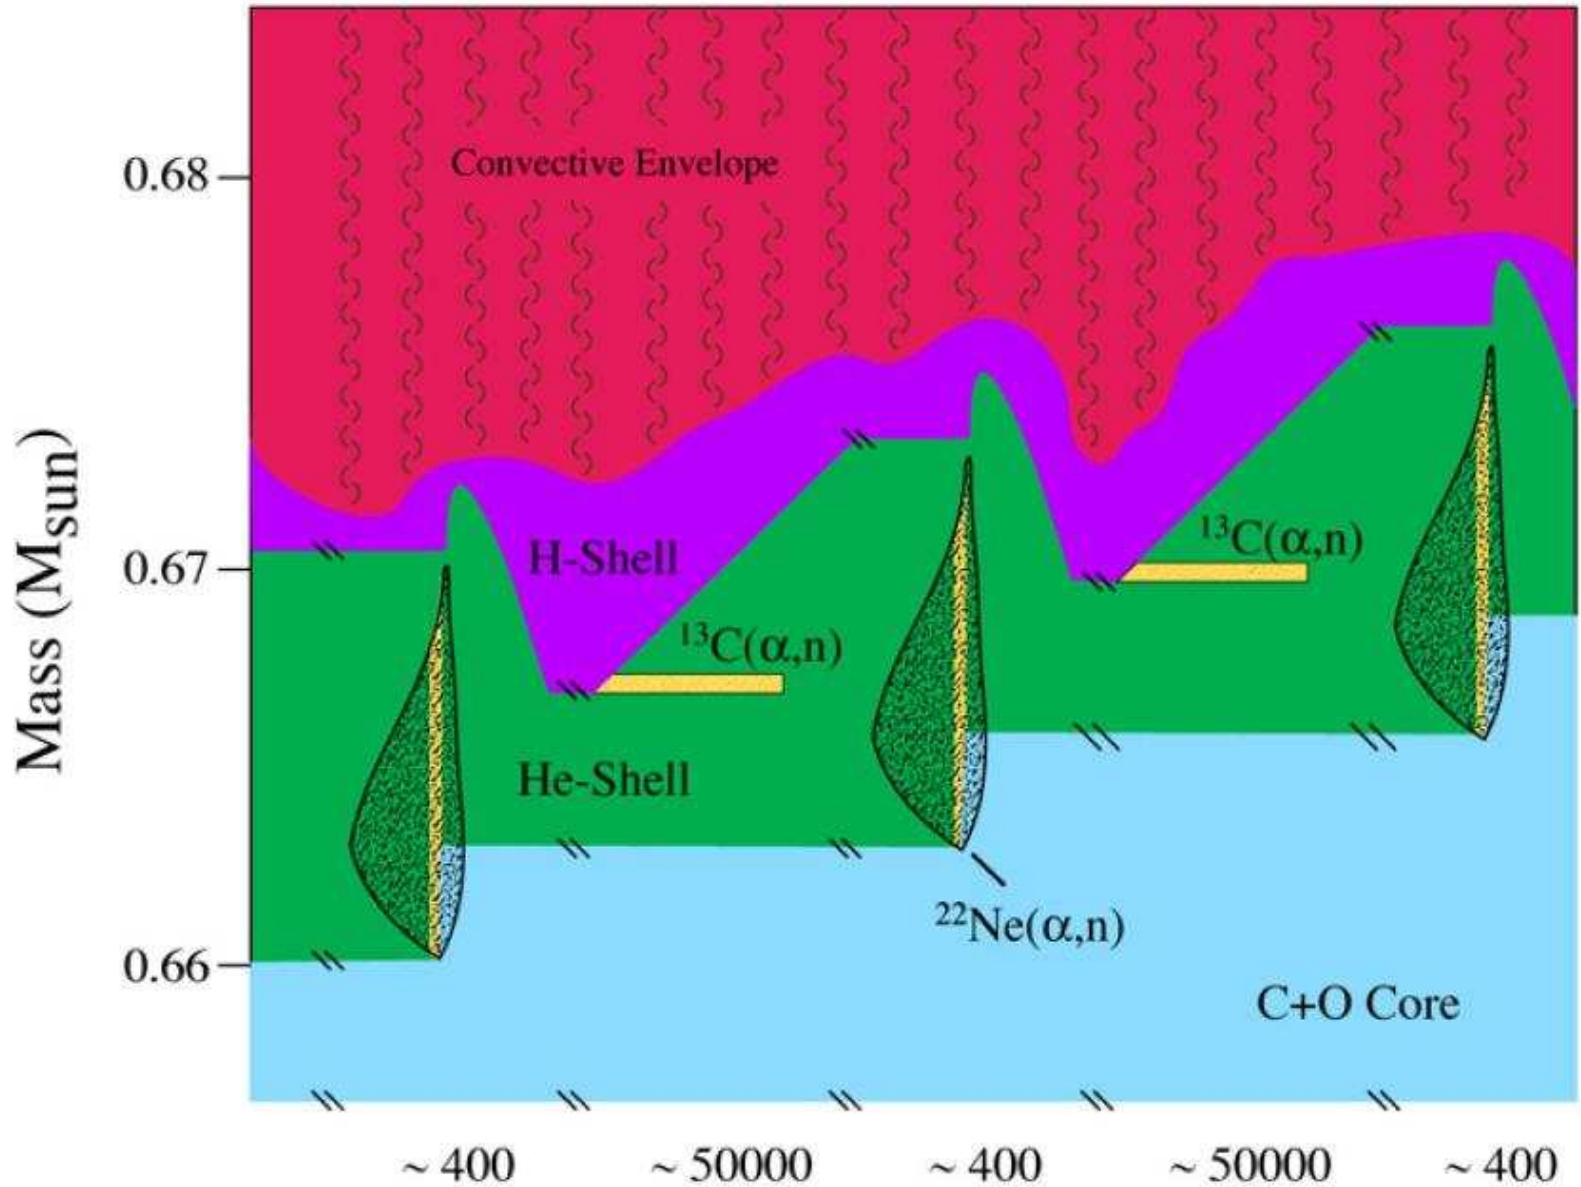 Convective Envelope
0.68
Mass (Msun)
0.67
H-Shell
¹³C(α,n)
¹³C(α,n)
He-Shell
²²Ne(α,n)
0.66
C+O Core
~ 400 ~ 50000 ~ 400 ~ 50000 ~ 400